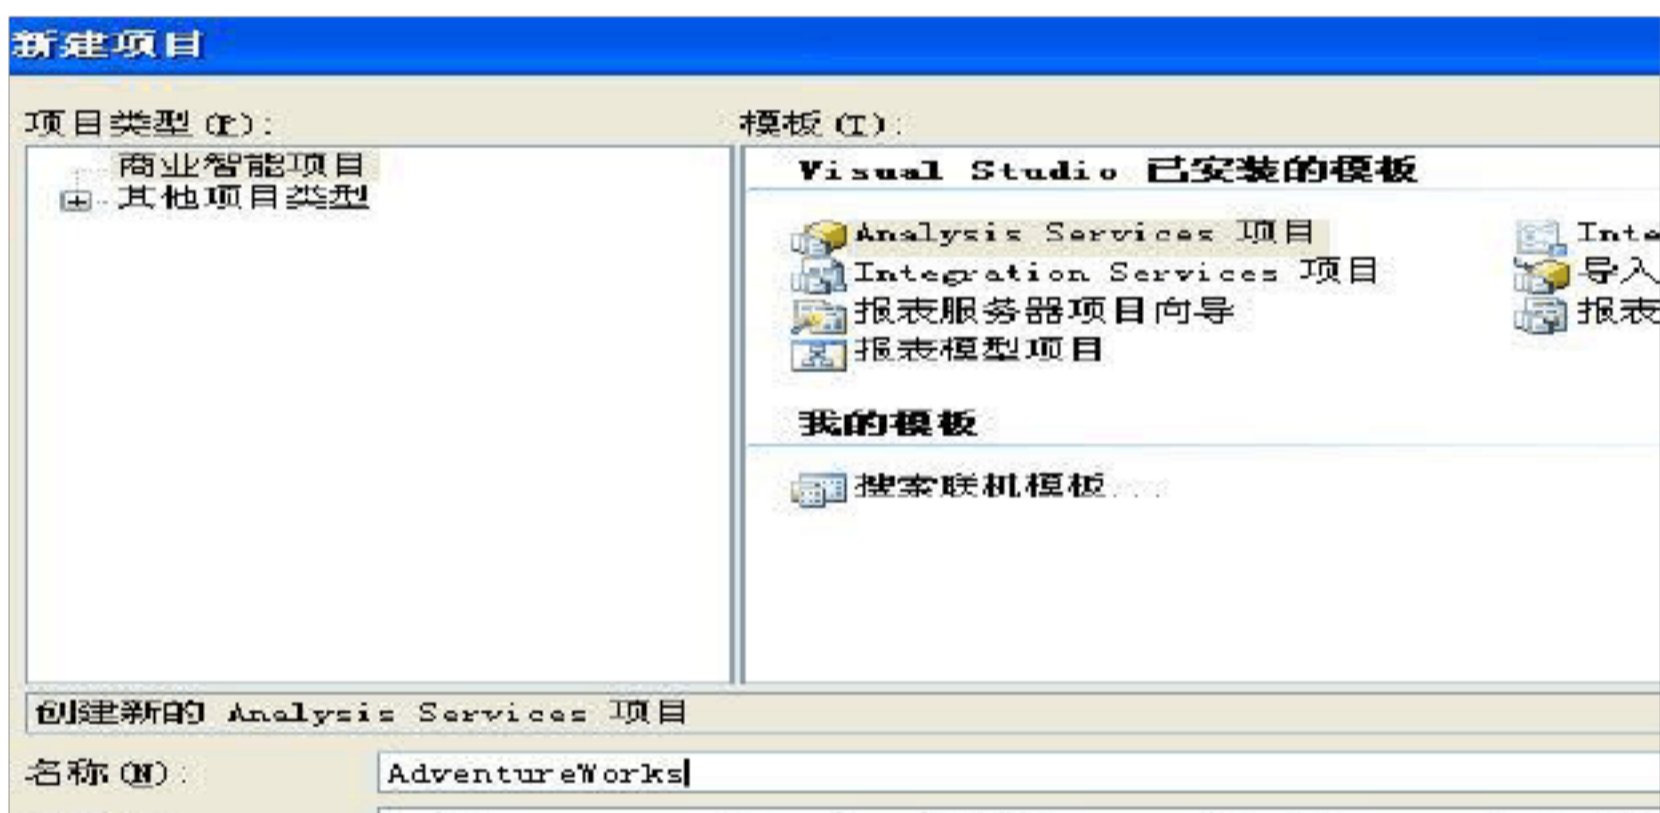 新建项目
项目类型(P):
模板(T):
商业智能项目
其他项目类型
Visual Studio 已安装的模板
Analysis Services 项目
Inte
Integration Services 项目
导入
报表服务器项目向导
报表
报表模型项目
我的模板
搜索联机模板...
创建新的 Analysis Services 项目
名称(N):
AdventureWorks